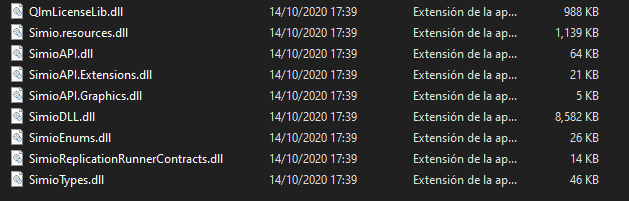 QlmLicenseLib.dll 14/10/2020 17:39 Extensión de la ap... 988 KB
Simio.resources.dll 14/10/2020 17:39 Extensión de la ap... 1,139 KB
SimioAPI.dll 14/10/2020 17:39 Extensión de la ap... 64 KB
SimioAPI.Extensions.dll 14/10/2020 17:39 Extensión de la ap... 21 KB
SimioAPI.Graphics.dll 14/10/2020 17:39 Extensión de la ap... 5 KB
SimioDLL.dll 14/10/2020 17:39 Extensión de la ap... 8,582 KB
SimioEnums.dll 14/10/2020 17:39 Extensión de la ap... 26 KB
SimioReplicationRunnerContracts.dll 14/10/2020 17:39 Extensión de la ap... 14 KB
SimioTypes.dll 14/10/2020 17:39 Extensión de la ap... 46 KB